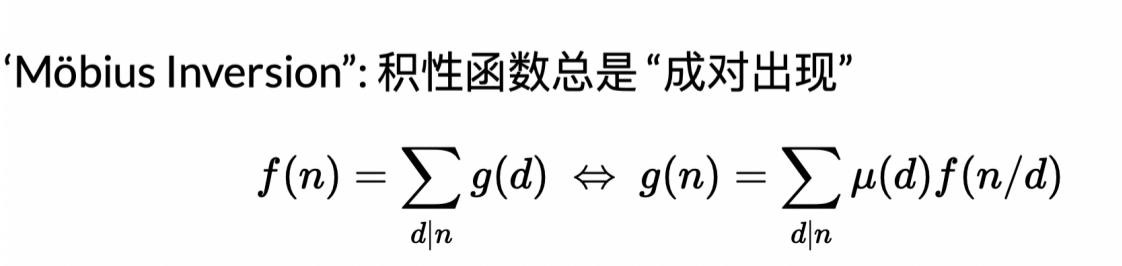 ‘Möbius Inversion”: 积性函数总是 “成对出现”
f(n) = ∑_{d|n} g(d) ⇔ g(n) = ∑_{d|n} μ(d)f(n/d)